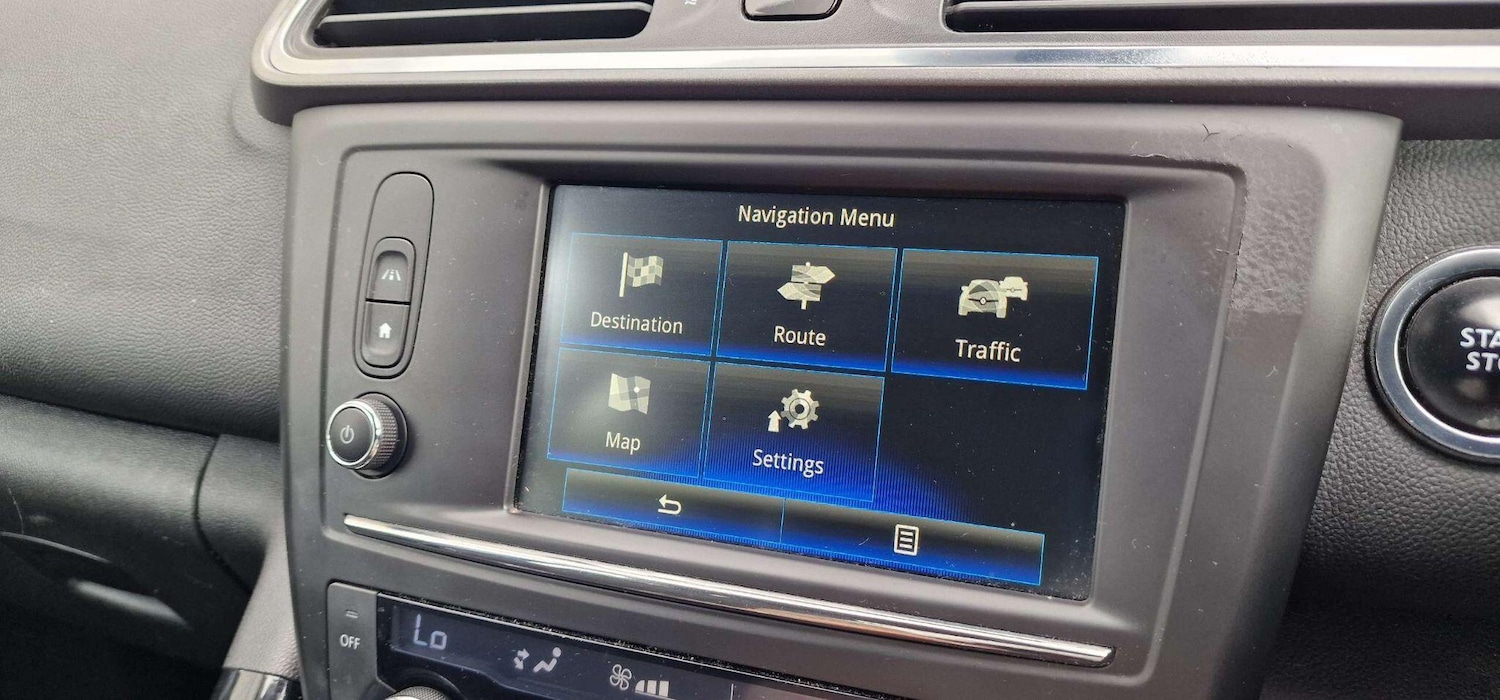 Navigation Menu
Destination
Route
Traffic
Map
Settings
OFF
Lo